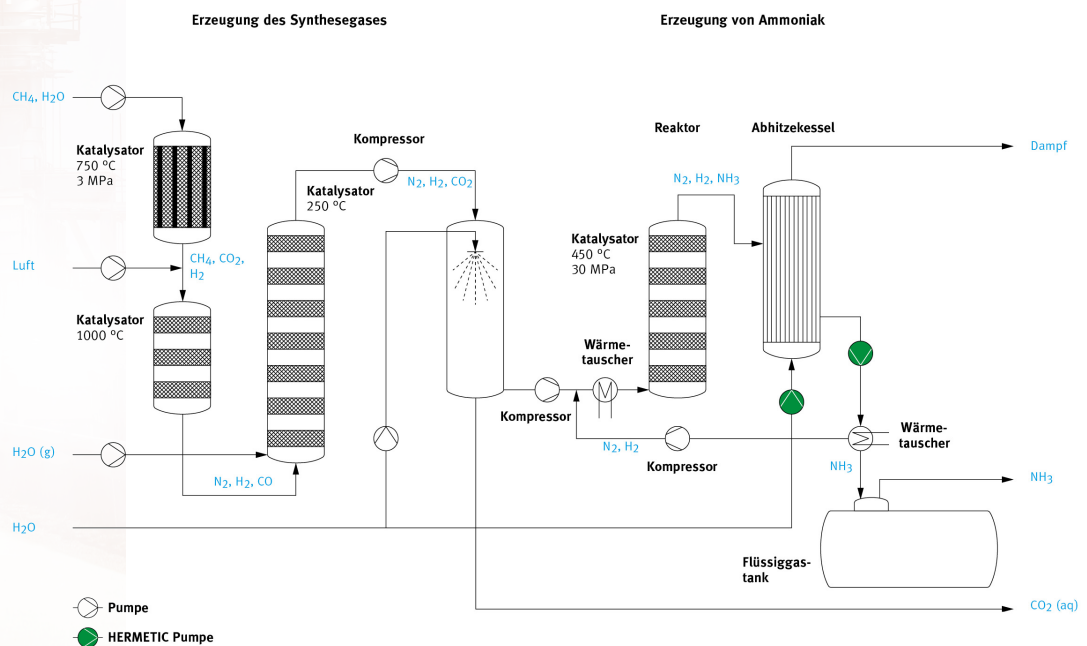 Erzeugung des Synthesegases
Erzeugung von Ammoniak
CH4, H2O
Katalysator
750 °C
3 MPa
Luft
CH4, CO2,
H2
Katalysator
1000 °C
H2O (g)
N2, H2, CO
H2O
Katalysator
250 °C
Kompressor
N2, H2, CO2
Kompressor
Wärme-
tauscher
N2, H2
Kompressor
Reaktor
N2, H2, NH3
Katalysator
450 °C
30 MPa
Abhitzekessel
Dampf
Wärme-
tauscher
NH3
NH3
Flüssiggas-
tank
CO2 (aq)
Pumpe
HERMETIC Pumpe